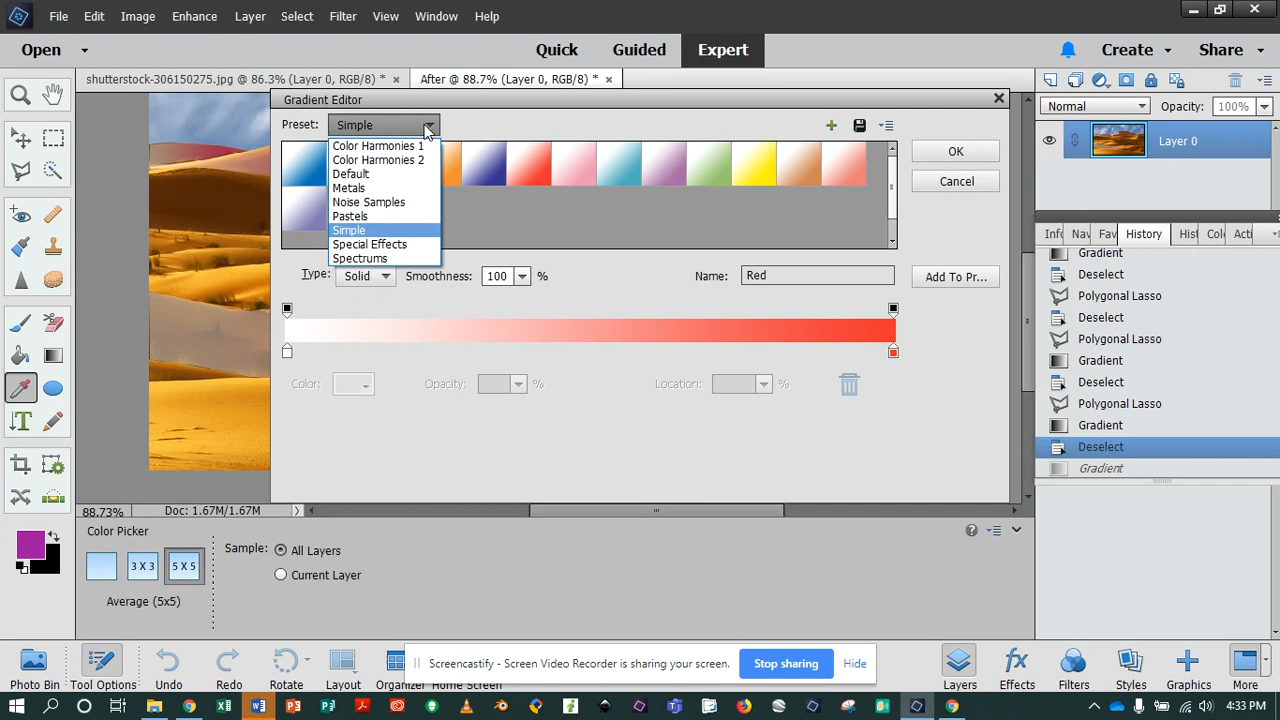 File Edit Image Enhance Layer Select Filter View Window Help
Open Quick Guided Expert Create Share
shutterstock-306150275.jpg @ 86.3% (Layer 0, RGB/8) * After @ 88.7% (Layer 0, RGB/8) *
Gradient Editor
Normal Opacity: 100%
Preset: Simple
Layer 0
Color Harmonies 1
Color Harmonies 2
Default
Metals
Noise Samples
Pastels
Simple
Special Effects
Spectrums
OK
Cancel
Type: Solid Smoothness: 100 % Name: Red Add To Pr...
Color: Opacity: % Location: %
Info Nav Fav History Hist Colo Acti
Gradient
Deselect
Polygonal Lasso
Deselect
Polygonal Lasso
Gradient
Deselect
Polygonal Lasso
Gradient
Deselect
Gradient
88.73% Doc: 1.67M/1.67M
Color Picker
Sample: All Layers
Current Layer
3 X 3 5 X 5
Average (5x5)
Screencastify - Screen Video Recorder is sharing your screen. Stop sharing Hide
Photo Bin Tool Options Undo Redo Rotate Layout Organizer Home Screen Layers Effects Filters Styles Graphics More
4:33 PM